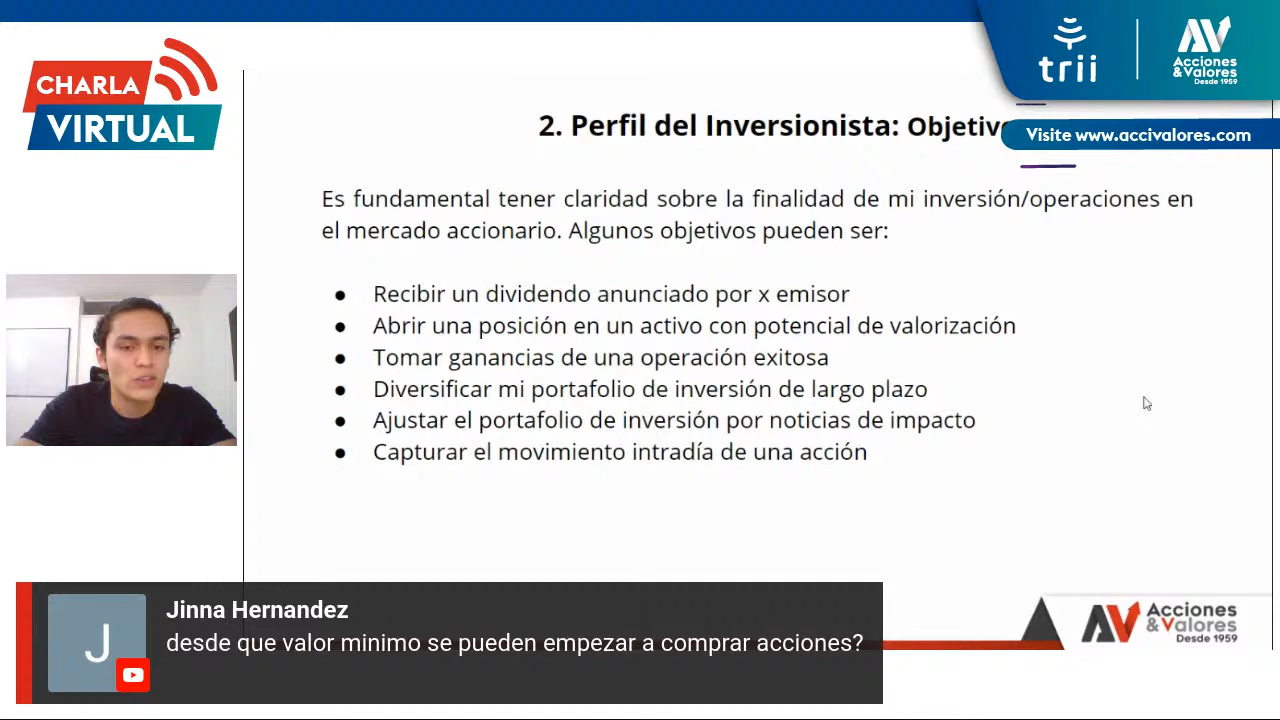 CHARLA
VIRTUAL
trii
AV
Acciones
&Valores
Desde 1959
Visite www.accivalores.com
2. Perfil del Inversionista: Objetivo
Es fundamental tener claridad sobre la finalidad de mi inversión/operaciones en
el mercado accionario. Algunos objetivos pueden ser:
● Recibir un dividendo anunciado por x emisor
● Abrir una posición en un activo con potencial de valorización
● Tomar ganancias de una operación exitosa
● Diversificar mi portafolio de inversión de largo plazo
● Ajustar el portafolio de inversión por noticias de impacto
● Capturar el movimiento intradía de una acción
J
Jinna Hernandez
desde que valor minimo se pueden empezar a comprar acciones?
AV
Acciones
&Valores
Desde 1959